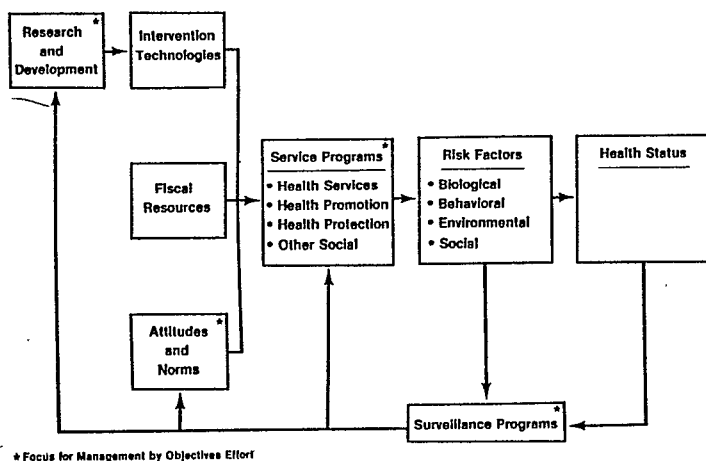 Research *
and
Development
Intervention
Technologies
Fiscal
Resources
Attitudes *
and
Norms
Service Programs *
• Health Services
• Health Promotion
• Health Protection
• Other Social
Risk Factors
• Biological
• Behavioral
• Environmental
• Social
Health Status
Surveillance Programs *
* Focus for Management by Objectives Effort